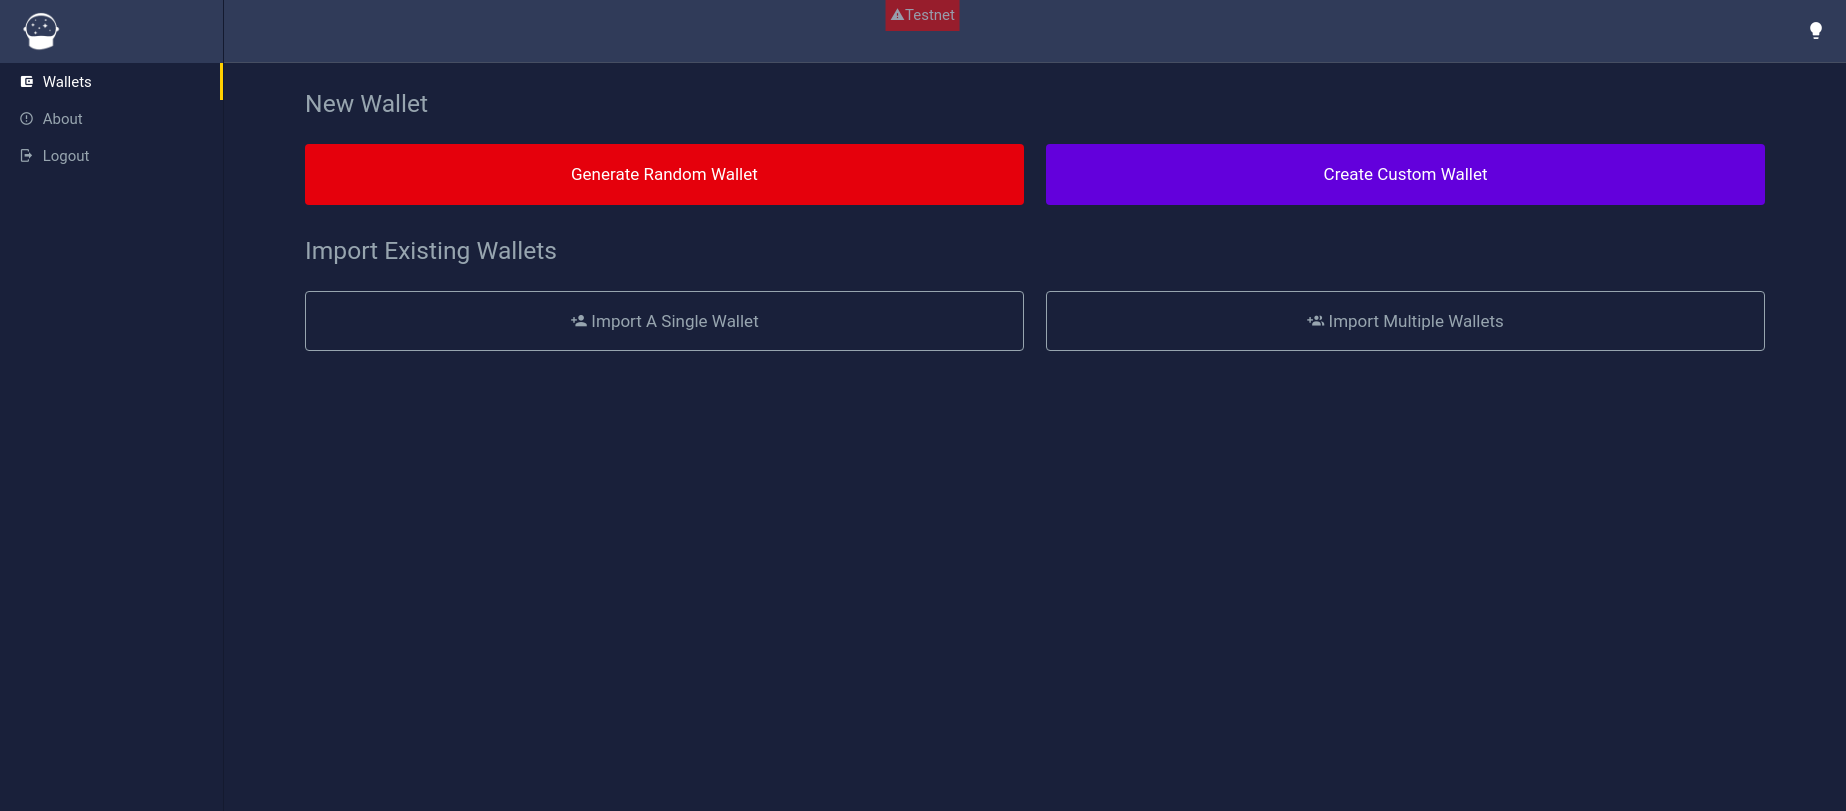 Testnet
Wallets
About
Logout
New Wallet
Generate Random Wallet
Create Custom Wallet
Import Existing Wallets
Import A Single Wallet
Import Multiple Wallets